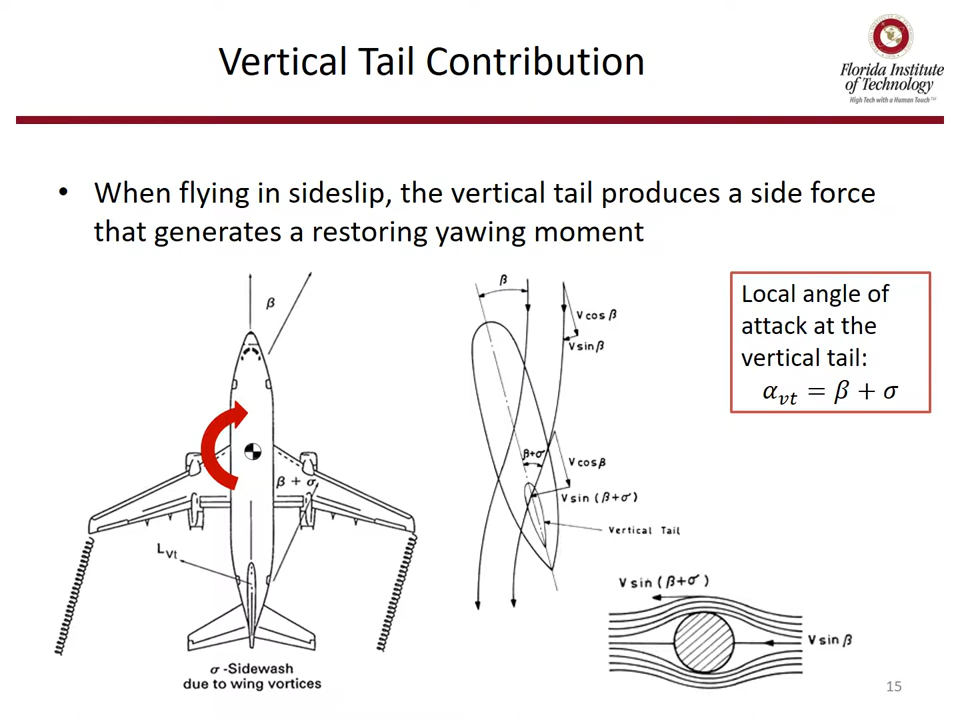 Vertical Tail Contribution
Florida Institute
of Technology
High Tech with a Human Touch™
• When flying in sideslip, the vertical tail produces a side force
that generates a restoring yawing moment
β
β + σ
L_Vt
σ -Sidewash
due to wing vortices
β
V cos β
V sin β
β+σ
V cos β
V sin (β+σ)
Vertical Tail
V sin (β+σ)
V sin β
Local angle of
attack at the
vertical tail:
α_vt = β + σ
15